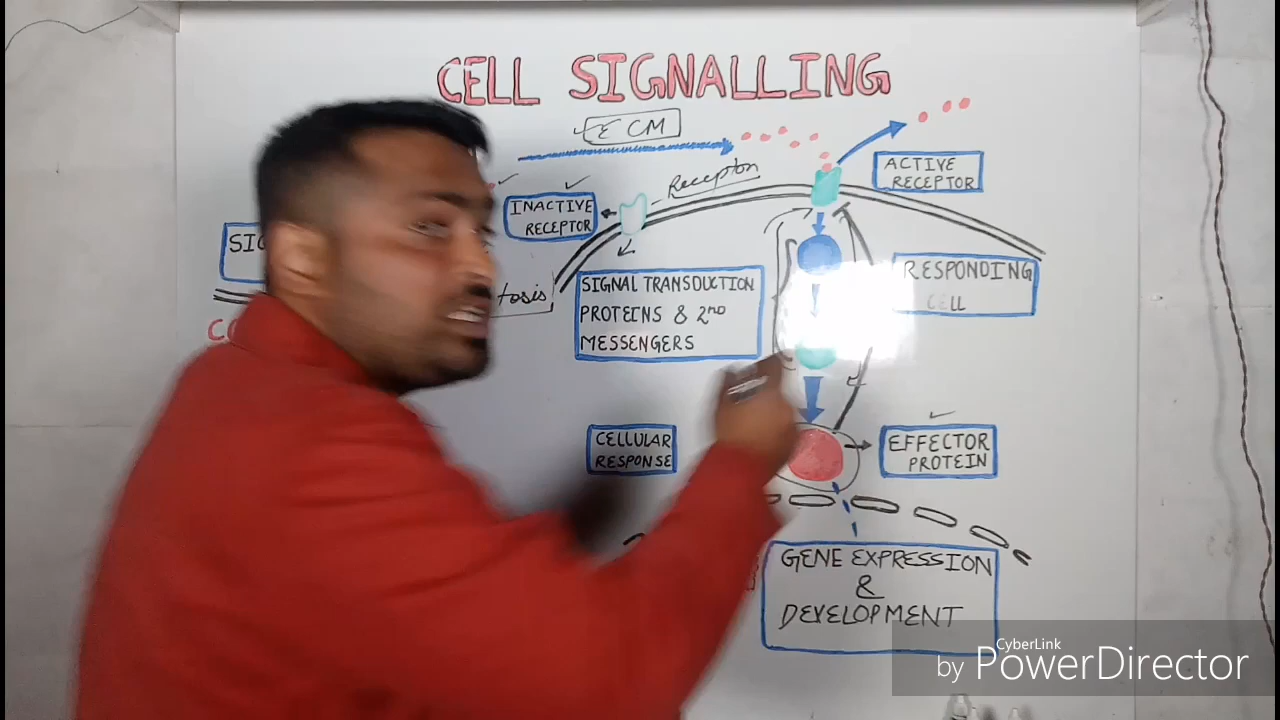 CELL SIGNALLING
ECM
ACTIVE
RECEPTOR
Receptor
INACTIVE
RECEPTOR
RESPONDING
CELL
SIGNAL TRANSDUCTION
PROTEINS & 2ND
MESSENGERS
CELLULAR
RESPONSE
EFFECTOR
PROTEIN
GENE EXPRESSION
&
DEVELOPMENT
CyberLink
by PowerDirector